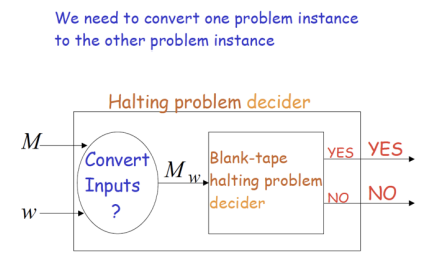 We need to convert one problem instance
to the other problem instance
Halting problem decider
M
Convert
Inputs
?
w
M_w
Blank-tape
halting problem
decider
YES
NO
YES
NO